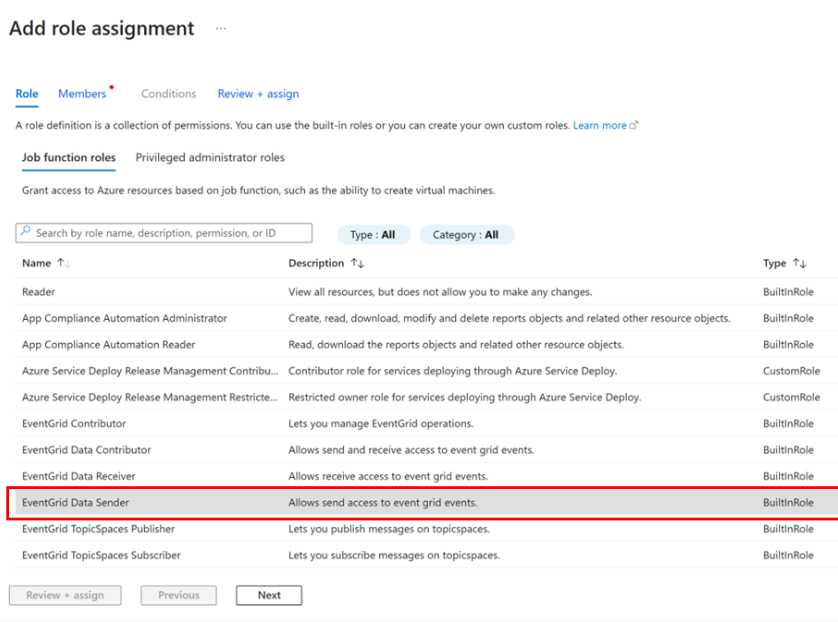 Add role assignment ...
Role Members Conditions Review + assign
A role definition is a collection of permissions. You can use the built-in roles or you can create your own custom roles. Learn more
Job function roles Privileged administrator roles
Grant access to Azure resources based on job function, such as the ability to create virtual machines.
Search by role name, description, permission, or ID Type : All Category : All
Name ↑↓ Description ↑↓ Type ↑↓
Reader View all resources, but does not allow you to make any changes. BuiltInRole
App Compliance Automation Administrator Create, read, download, modify and delete reports objects and related other resource objects. BuiltInRole
App Compliance Automation Reader Read, download the reports objects and related other resource objects. BuiltInRole
Azure Service Deploy Release Management Contribu... Contributor role for services deploying through Azure Service Deploy. CustomRole
Azure Service Deploy Release Management Restricte... Restricted owner role for services deploying through Azure Service Deploy. CustomRole
EventGrid Contributor Lets you manage EventGrid operations. BuiltInRole
EventGrid Data Contributor Allows send and receive access to event grid events. BuiltInRole
EventGrid Data Receiver Allows receive access to event grid events. BuiltInRole
EventGrid Data Sender Allows send access to event grid events. BuiltInRole
EventGrid TopicSpaces Publisher Lets you publish messages on topicspaces. BuiltInRole
EventGrid TopicSpaces Subscriber Lets you subscribe messages on topicspaces. BuiltInRole
Review + assign Previous Next